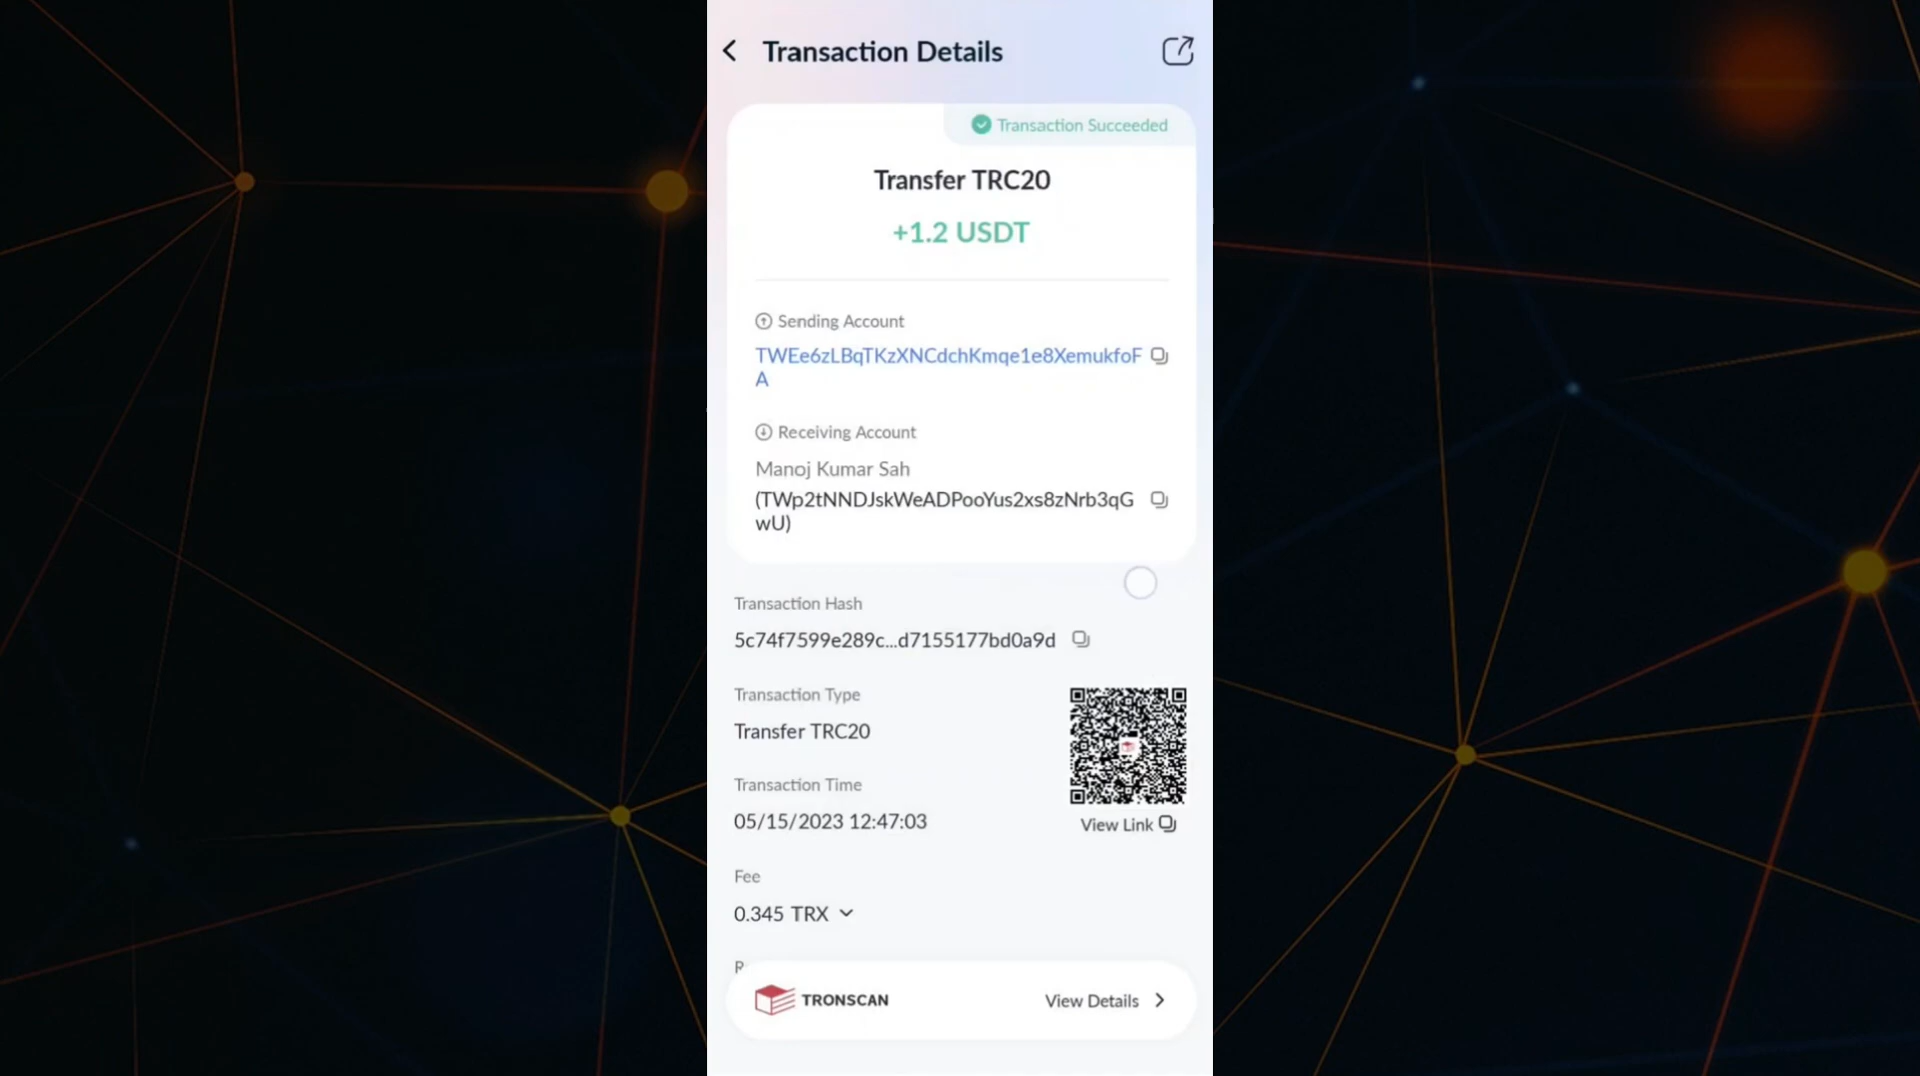 Transaction Details
Transaction Succeeded
Transfer TRC20
+1.2 USDT
Sending Account
TWEe6zLBqTKzXNCdchKmqe1e8XemukfoF
A
Receiving Account
Manoj Kumar Sah
(TWp2tNNDJskWeADPooYus2xs8zNrb3qG
wU)
Transaction Hash
5c74f7599e289c...d7155177bd0a9d
Transaction Type
Transfer TRC20
Transaction Time
05/15/2023 12:47:03
View Link
Fee
0.345 TRX
TRONSCAN
View Details